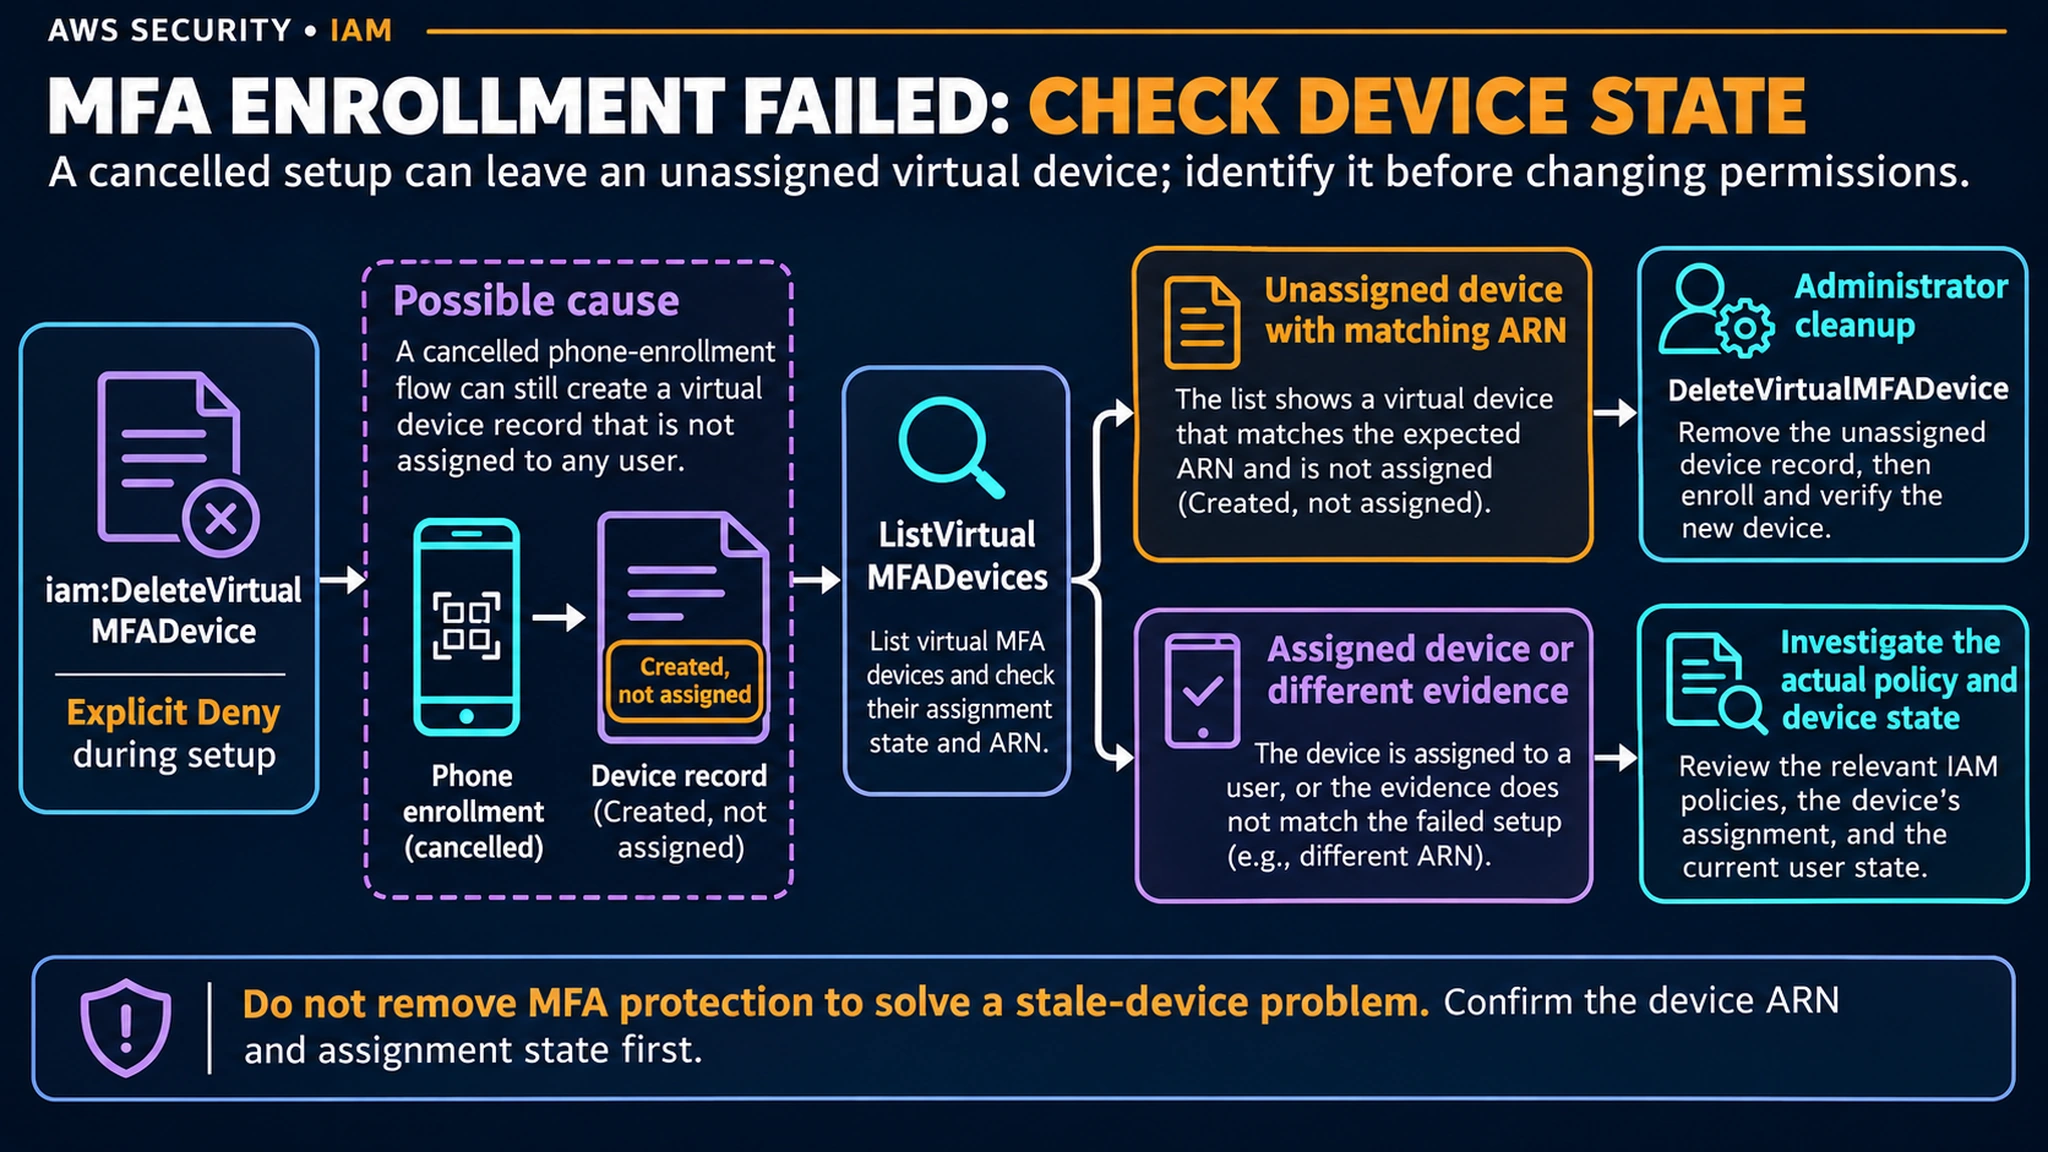 AWS SECURITY • IAM
MFA ENROLLMENT FAILED: CHECK DEVICE STATE
A cancelled setup can leave an unassigned virtual device; identify it before changing permissions.
iam:DeleteVirtual
MFADevice
Explicit Deny
during setup
Possible cause
A cancelled phone-enrollment
flow can still create a virtual
device record that is not
assigned to any user.
Created,
not assigned
Phone
enrollment
(cancelled)
Device record
(Created, not
assigned)
ListVirtual
MFADevices
List virtual MFA
devices and check
their assignment
state and ARN.
Unassigned device
with matching ARN
The list shows a virtual device
that matches the expected
ARN and is not assigned
(Created, not assigned).
Administrator
cleanup
DeleteVirtualMFADevice
Remove the unassigned
device record, then
enroll and verify the
new device.
Assigned device or
different evidence
The device is assigned to a
user, or the evidence does
not match the failed setup
(e.g., different ARN).
Investigate the
actual policy and
device state
Review the relevant IAM
policies, the device’s
assignment, and the
current user state.
Do not remove MFA protection to solve a stale-device problem. Confirm the device ARN
and assignment state first.